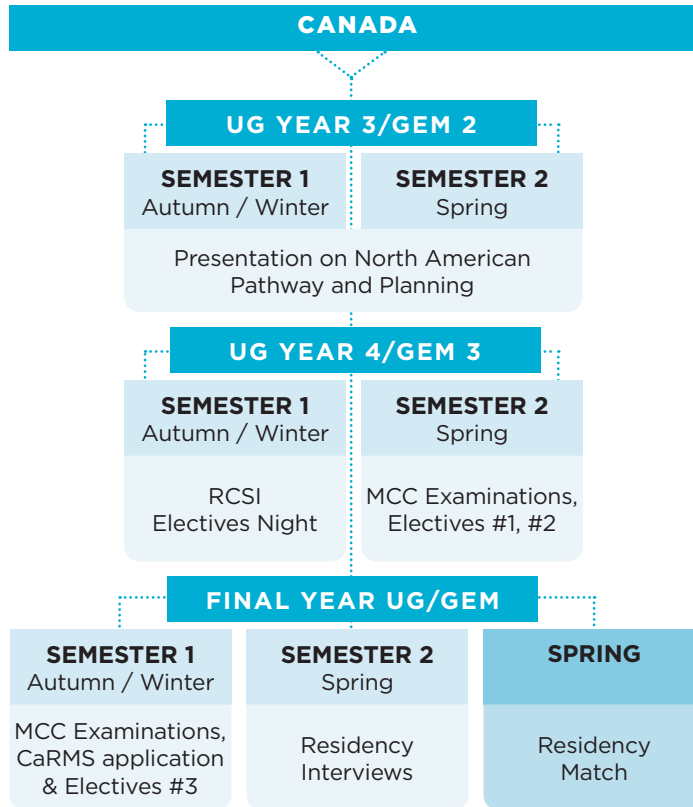 CANADA
UG YEAR 3/GEM 2
SEMESTER 1
Autumn / Winter
SEMESTER 2
Spring
Presentation on North American
Pathway and Planning
UG YEAR 4/GEM 3
SEMESTER 1
Autumn / Winter
RCSI
Electives Night
SEMESTER 2
Spring
MCC Examinations,
Electives #1, #2
FINAL YEAR UG/GEM
SEMESTER 1
Autumn / Winter
MCC Examinations,
CaRMS application
& Electives #3
SEMESTER 2
Spring
Residency
Interviews
SPRING
Residency
Match